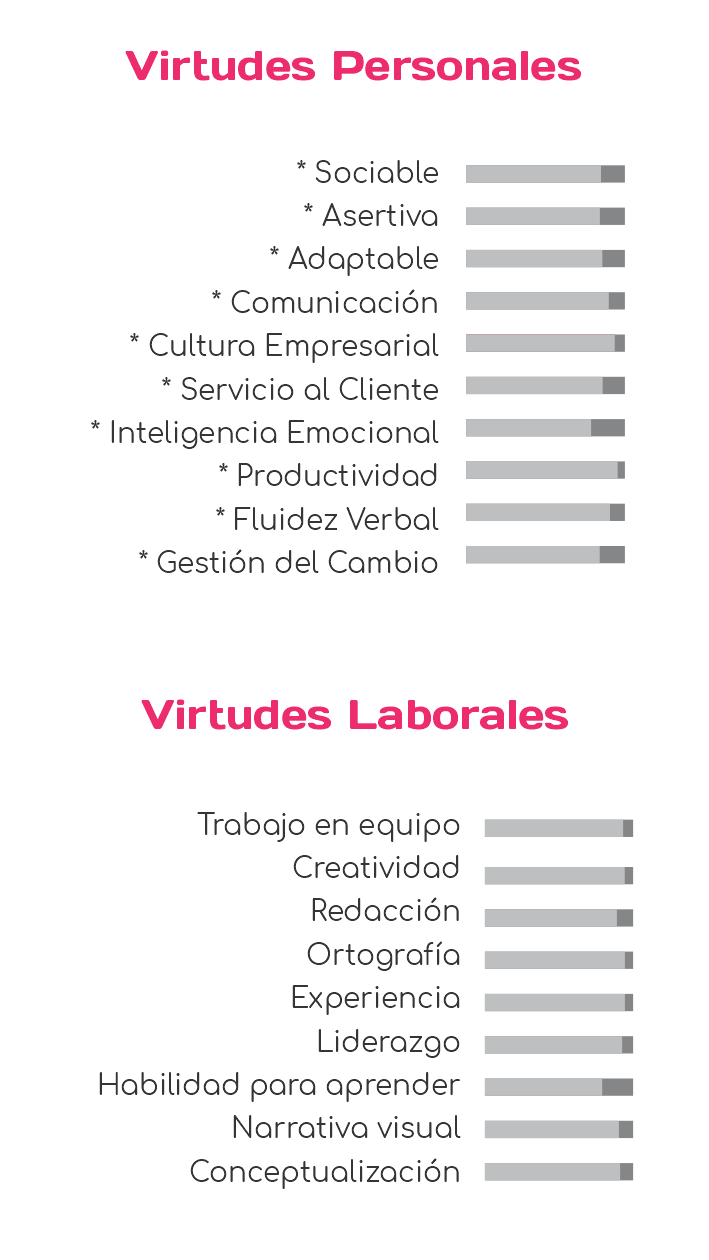 Virtudes Personales
* Sociable
* Asertiva
* Adaptable
* Comunicación
* Cultura Empresarial
* Servicio al Cliente
* Inteligencia Emocional
* Productividad
* Fluidez Verbal
* Gestión del Cambio
Virtudes Laborales
Trabajo en equipo
Creatividad
Redacción
Ortografía
Experiencia
Liderazgo
Habilidad para aprender
Narrativa visual
Conceptualización